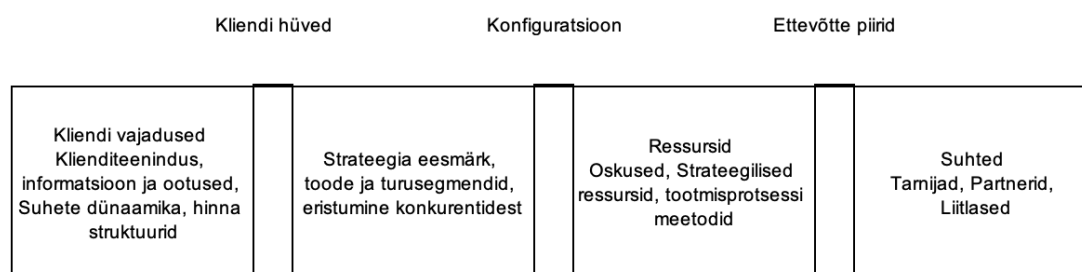 Kliendi hüved
Konfiguratsioon
Ettevõtte piirid
Kliendi vajadused
Klienditeenindus,
informatsioon ja ootused,
Suhete dünaamika, hinna
struktuurid
Strateegia eesmärk,
toode ja turusegmendid,
eristumine konkurentidest
Ressursid
Oskused, Strateegilised
ressursid, tootmisprotsessi
meetodid
Suhted
Tarnijad, Partnerid,
Liitlased